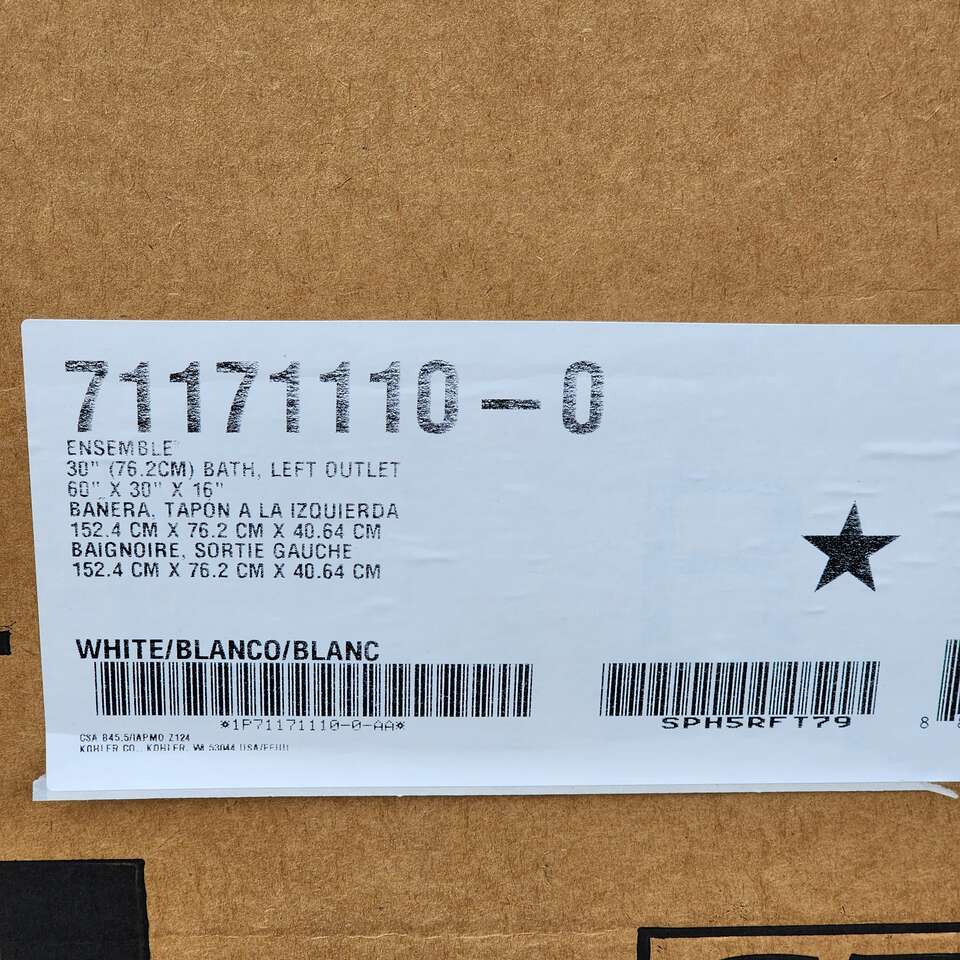 71171110-0
ENSEMBLE
30" (76.2CM) BATH, LEFT OUTLET
60" X 30" X 16"
BAÑERA, TAPON A LA IZQUIERDA
152.4 CM X 76.2 CM X 40.64 CM
BAIGNOIRE, SORTIE GAUCHE
152.4 CM X 76.2 CM X 40.64 CM
WHITE/BLANCO/BLANC
*1P71171110-0-AA*
SPH5RFT79
8
CSA B45.5/IAPMO Z124
KOHLER CO., KOHLER, WI 53044 USA/EEUU